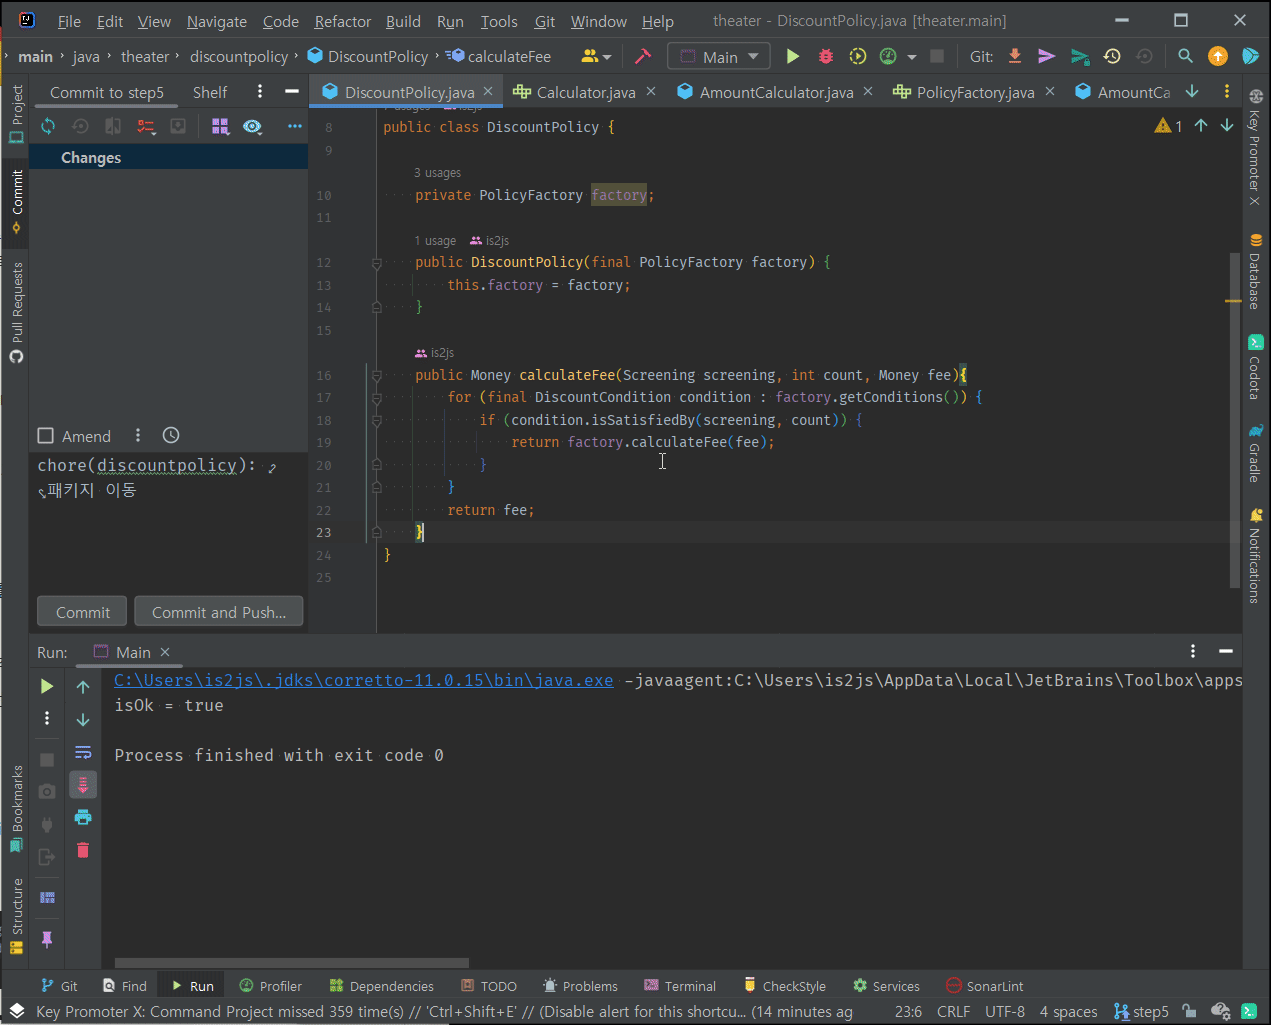 File Edit View Navigate Code Refactor Build Run Tools Git Window Help theater - DiscountPolicy.java [theater.main]
main java theater discountpolicy DiscountPolicy calculateFee Main Git:
Project
Commit
Pull Requests
Bookmarks
Structure
Commit to step5 Shelf
Changes
Amend
chore(discountpolicy):
패키지 이동
Commit Commit and Push...
DiscountPolicy.java Calculator.java AmountCalculator.java PolicyFactory.java AmountCa
8 public class DiscountPolicy {
1
9
3 usages
10 private PolicyFactory factory;
11
1 usage is2js
12 public DiscountPolicy(final PolicyFactory factory) {
13 this.factory = factory;
14 }
15
is2js
16 public Money calculateFee(Screening screening, int count, Money fee){
17 for (final DiscountCondition condition : factory.getConditions()) {
18 if (condition.isSatisfiedBy(screening, count)) {
19 return factory.calculateFee(fee);
20 }
21 }
22 return fee;
23 }
24 }
25
Key Promoter X
Database
Codota
Gradle
Notifications
Run: Main
C:\Users\is2js\.jdks\corretto-11.0.15\bin\java.exe -javaagent:C:\Users\is2js\AppData\Local\JetBrains\Toolbox\apps
isOk = true
Process finished with exit code 0
Git Find Run Profiler Dependencies TODO Problems Terminal CheckStyle Services SonarLint
Key Promoter X: Command Project missed 359 time(s) // 'Ctrl+Shift+E' // (Disable alert for this shortcu... (14 minutes ag 23:6 CRLF UTF-8 4 spaces step5